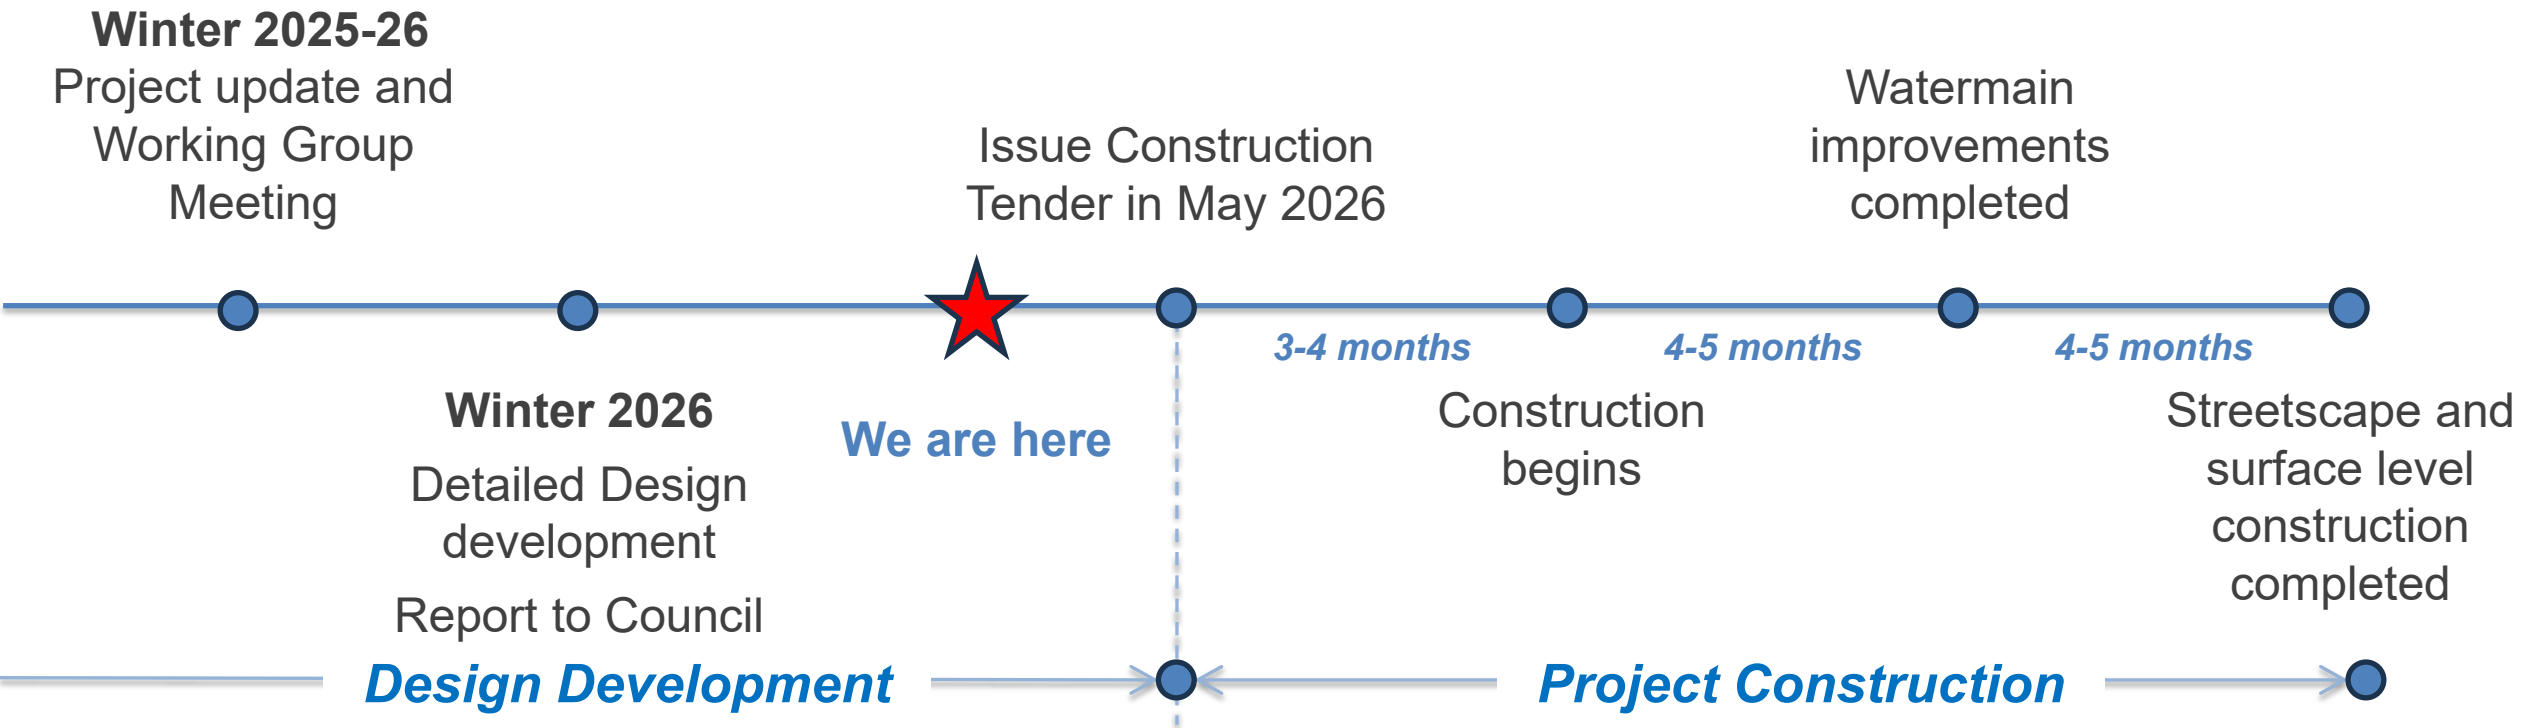 Winter 2025-26
Project update and
Working Group
Meeting
Issue Construction
Tender in May 2026
Watermain
improvements
completed
3-4 months
4-5 months
4-5 months
Winter 2026
Detailed Design
development
Report to Council
We are here
Construction
begins
Streetscape and
surface level
construction
completed
Design Development
Project Construction